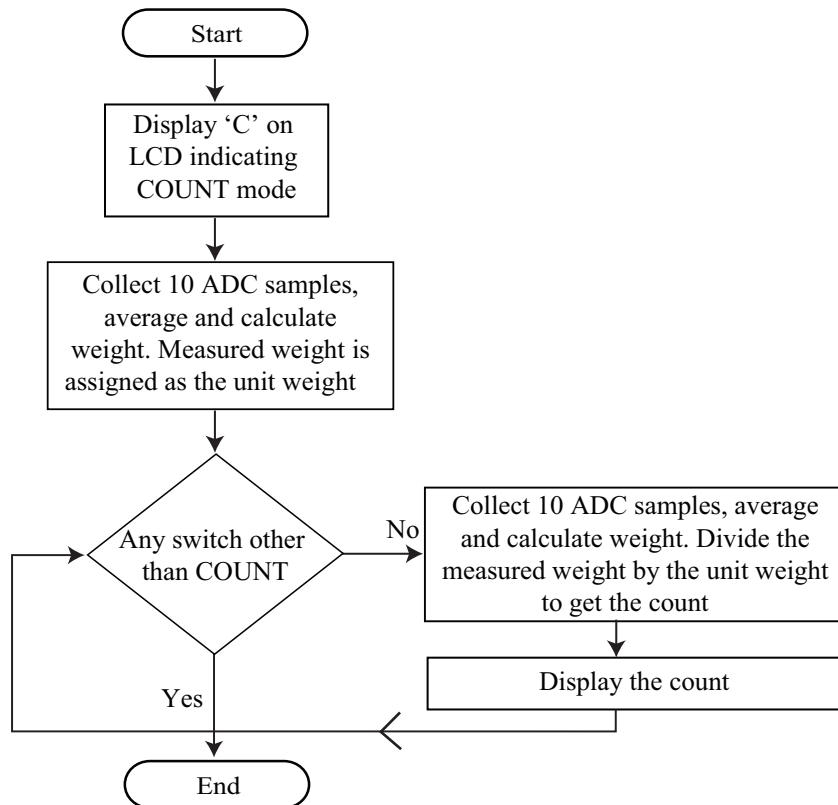 Start
Display ‘C’ on
LCD indicating
COUNT mode
Collect 10 ADC samples,
average and calculate
weight. Measured weight is
assigned as the unit weight
Any switch other
than COUNT
No
Collect 10 ADC samples, average
and calculate weight. Divide the
measured weight by the unit weight
to get the count
Display the count
Yes
End